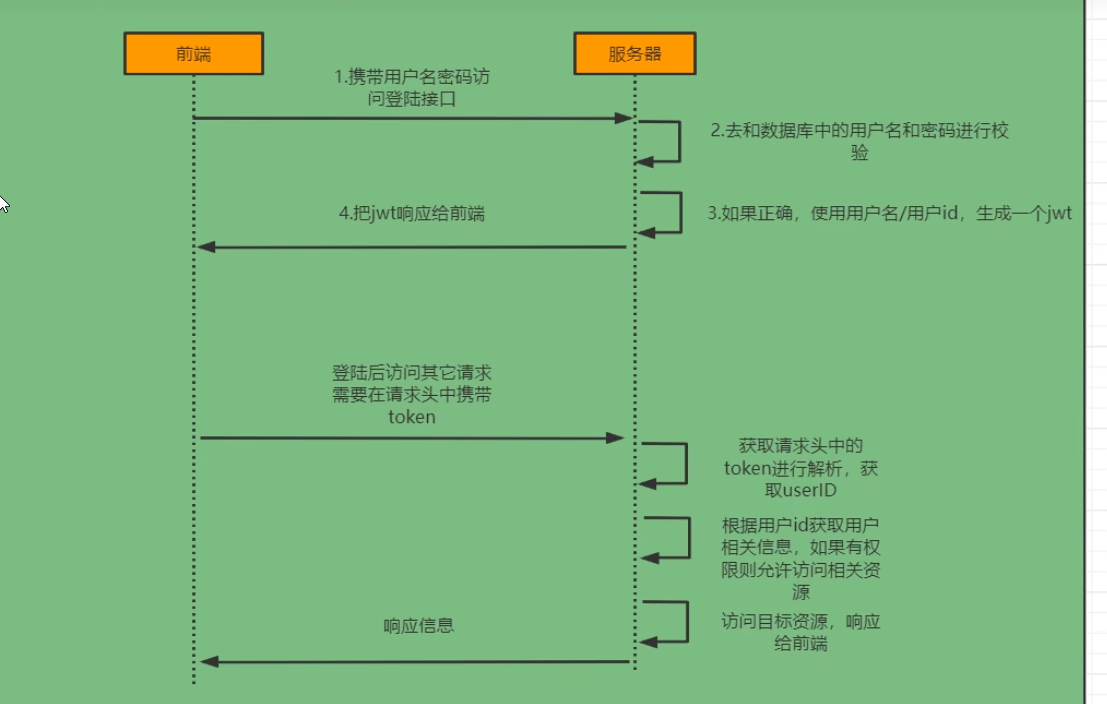 前端
服务器
1.携带用户名密码访
问登陆接口
2.去和数据库中的用户名和密码进行校
验
3.如果正确，使用用户名/用户id，生成一个jwt
4.把jwt响应给前端
登陆后访问其它请求
需要在请求头中携带
token
获取请求头中的
token进行解析，获
取userID
根据用户id获取用户
相关信息，如果有权
限则允许访问相关资
源
访问目标资源，响应
给前端
响应信息